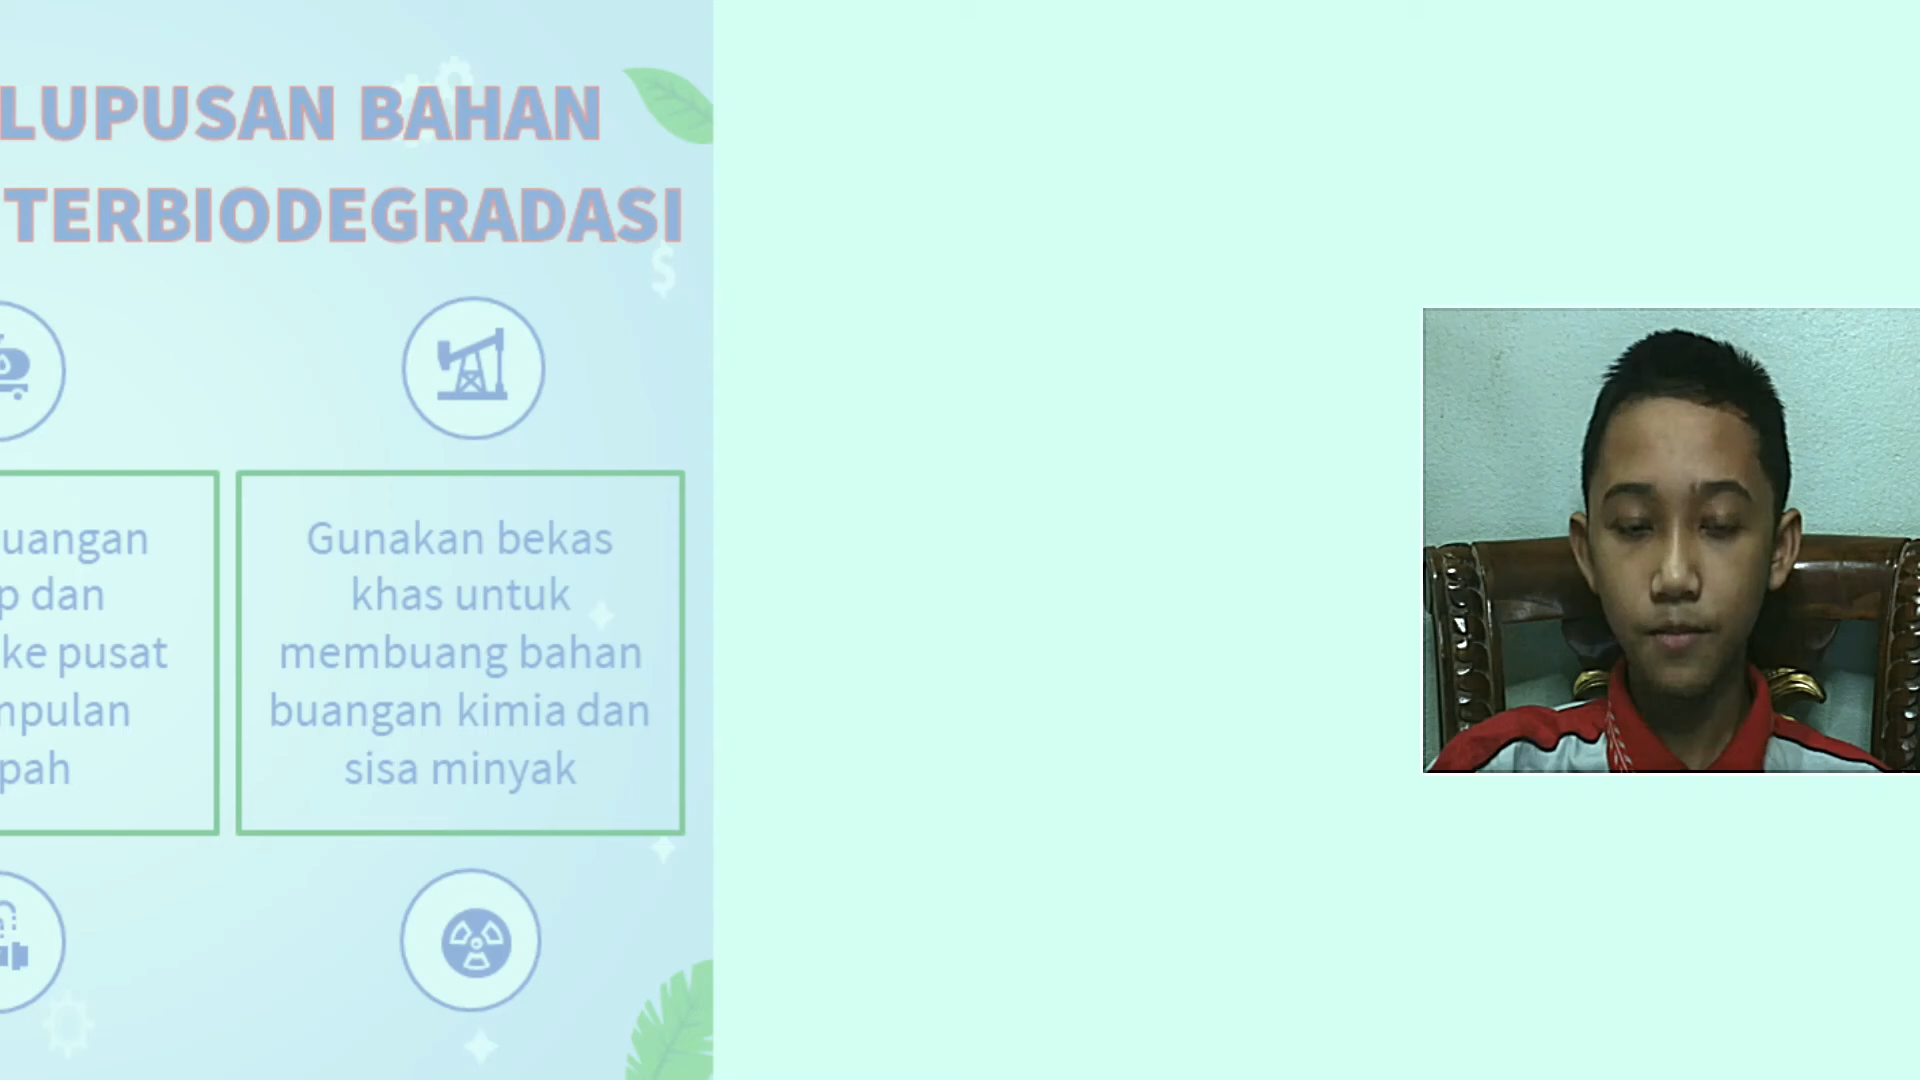 LUPUSAN BAHAN
TERBIODEGRADASI
uangan
p dan
ke pusat
mpulan
pah
Gunakan bekas
khas untuk
membuang bahan
buangan kimia dan
sisa minyak
$